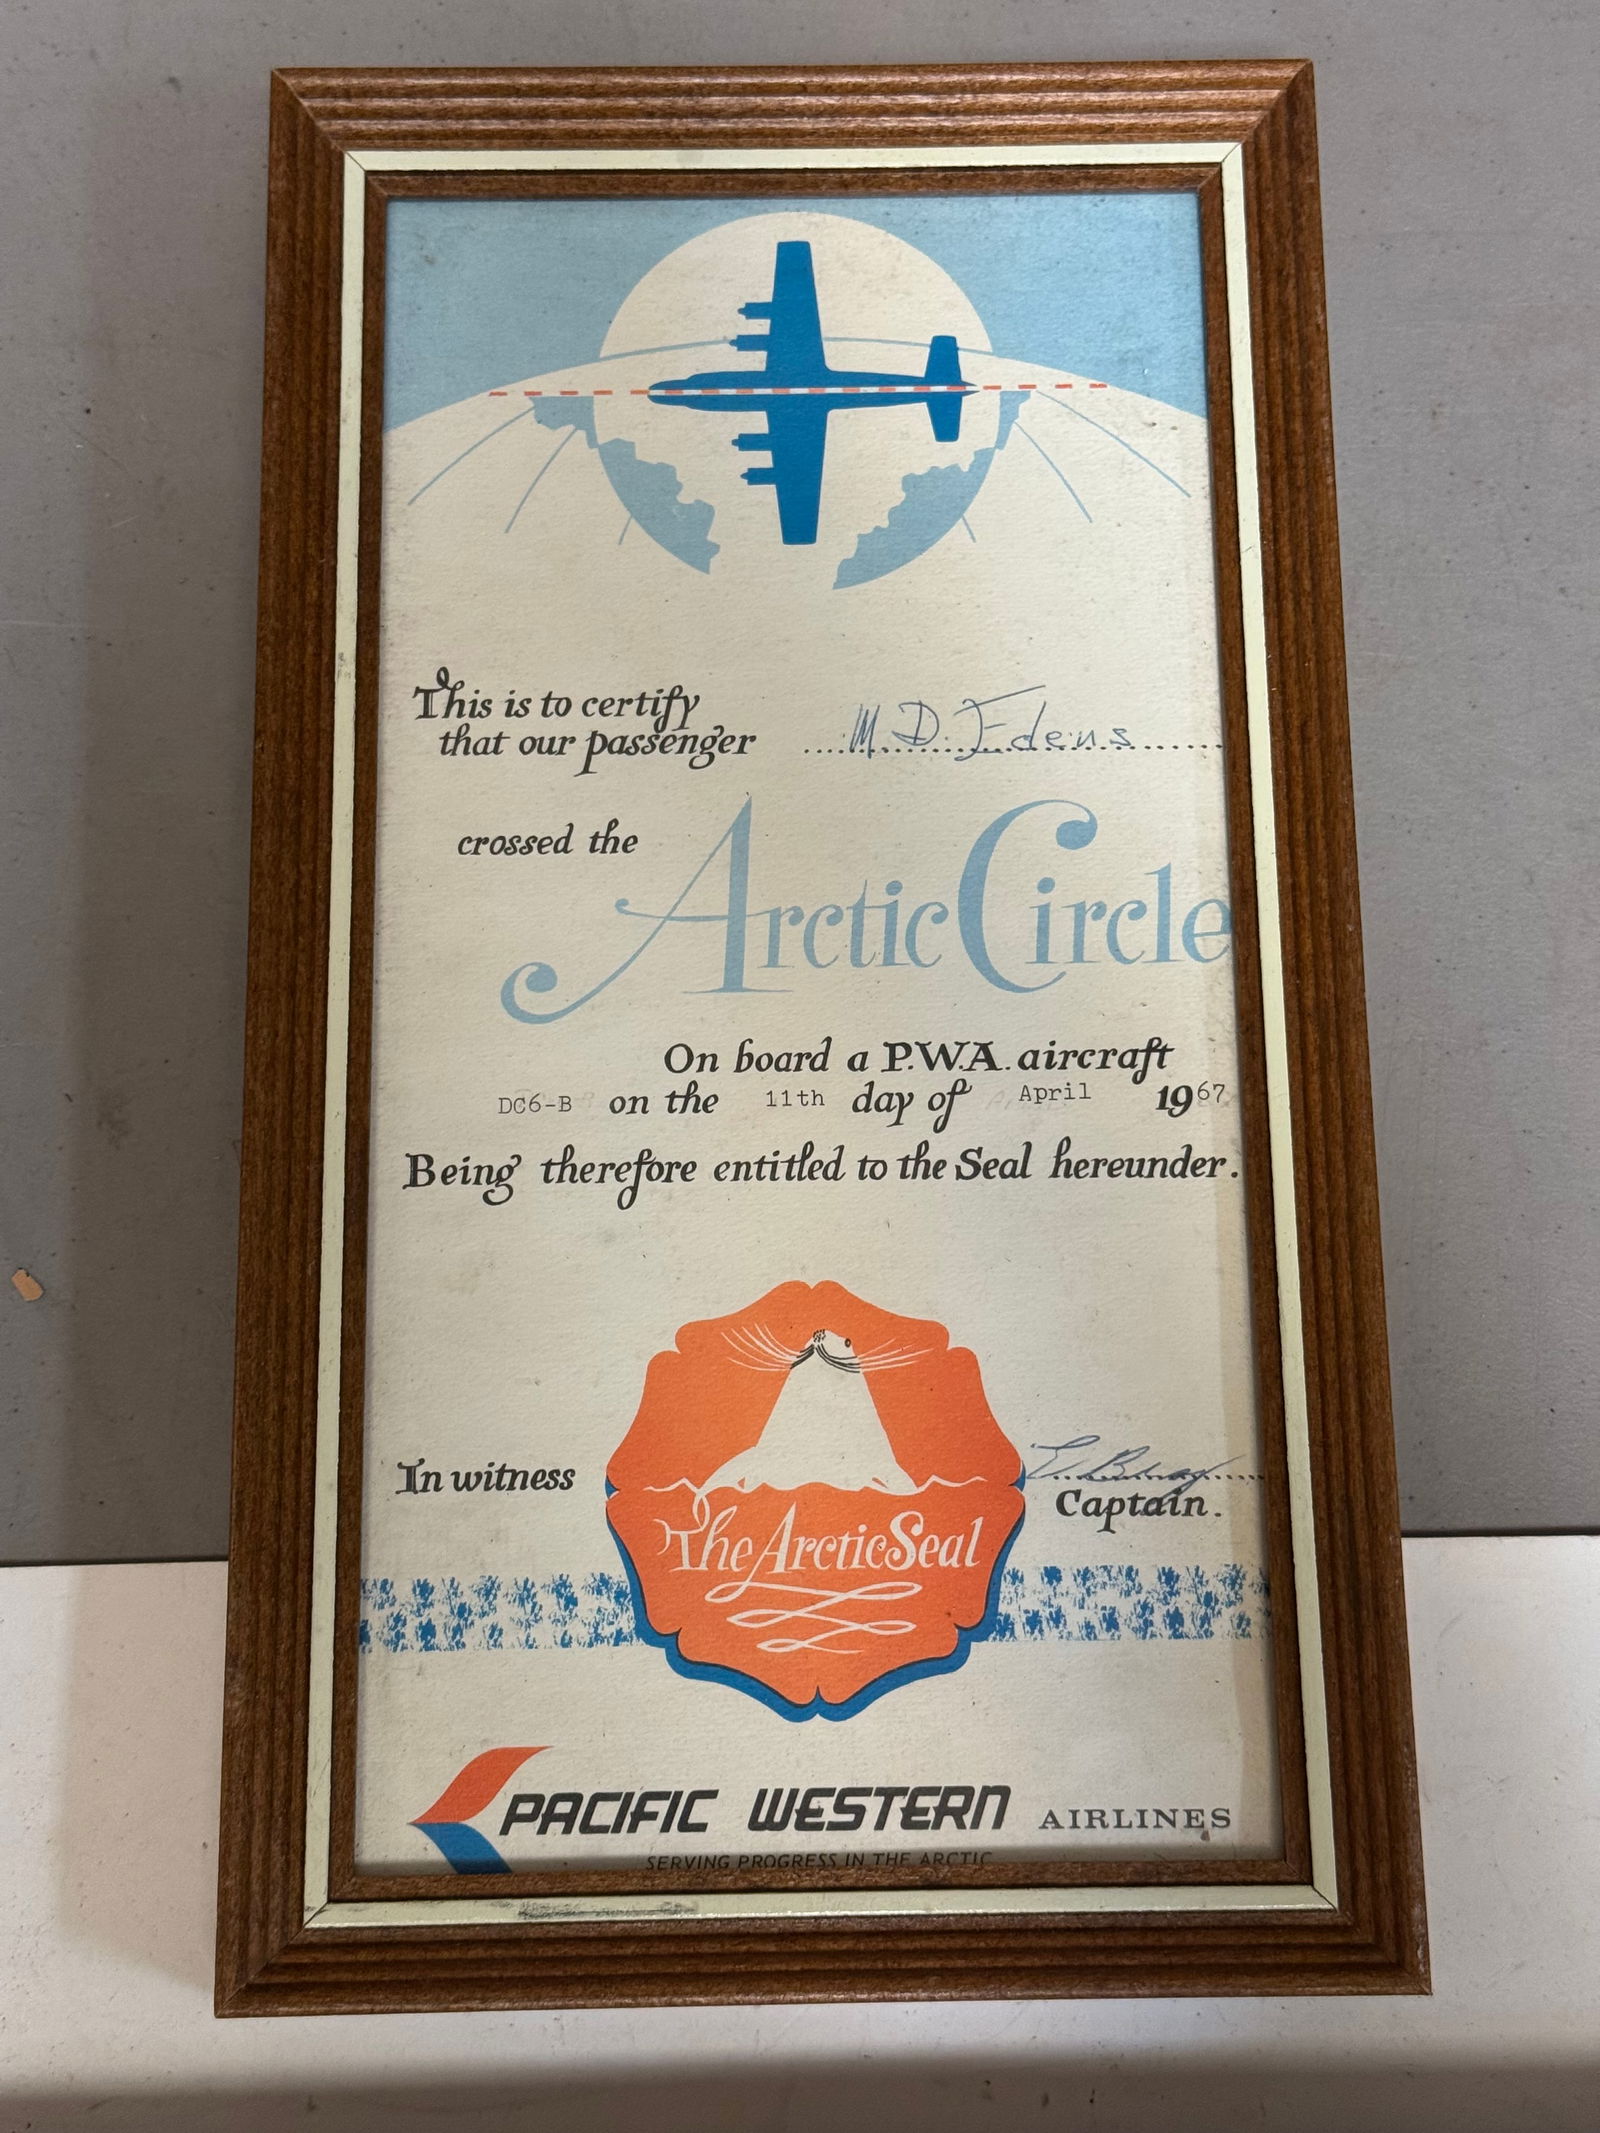 This is to certify
that our passenger M. D. Edens
crossed the
Arctic Circle
On board a P.W.A. aircraft
DC6-B on the 11th day of April 1967
Being therefore entitled to the Seal hereunder.
In witness
Captain.
The Arctic Seal
PACIFIC WESTERN AIRLINES
SERVING PROGRESS IN THE ARCTIC